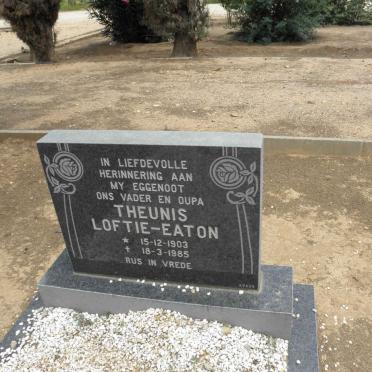 IN LIEFDEVOLLE
HERINNERING AAN
MY EGGENOOT
ONS VADER EN OUPA
THEUNIS
LOFTIE-EATON
* 15-12-1903
✝ 18-3-1985
RUS IN VREDE